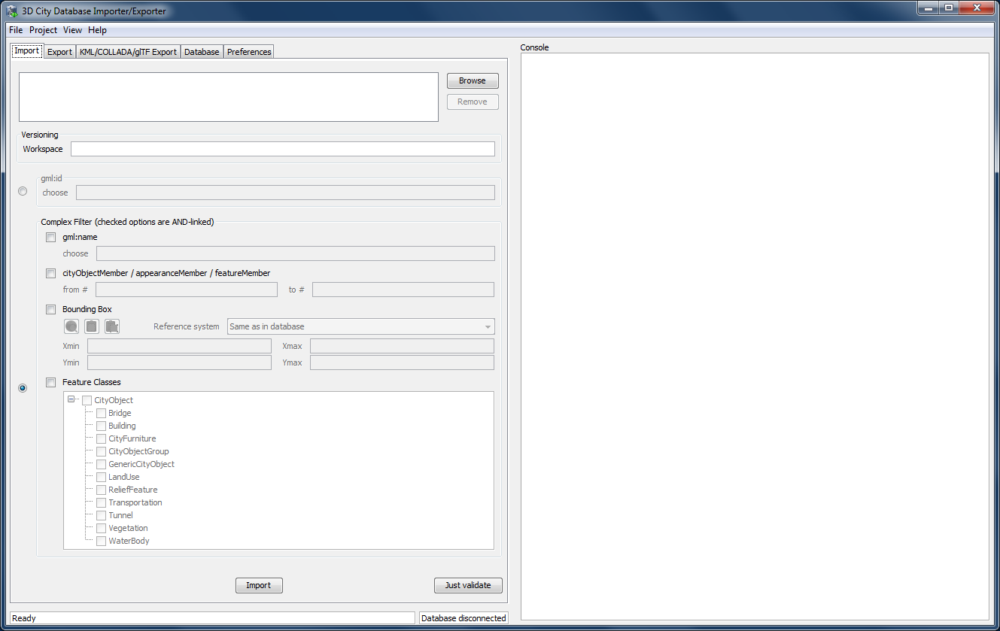 3D City Database Importer/Exporter
File Project View Help
Import Export KML/COLLADA/glTF Export Database Preferences
Console
Browse
Remove
Versioning
Workspace
gml:id
choose
Complex Filter (checked options are AND-linked)
gml:name
choose
cityObjectMember / appearanceMember / featureMember
from # to #
Bounding Box
Reference system Same as in database
Xmin Xmax
Ymin Ymax
Feature Classes
CityObject
Bridge
Building
CityFurniture
CityObjectGroup
GenericCityObject
LandUse
ReliefFeature
Transportation
Tunnel
Vegetation
WaterBody
Import Just validate
Ready Database disconnected